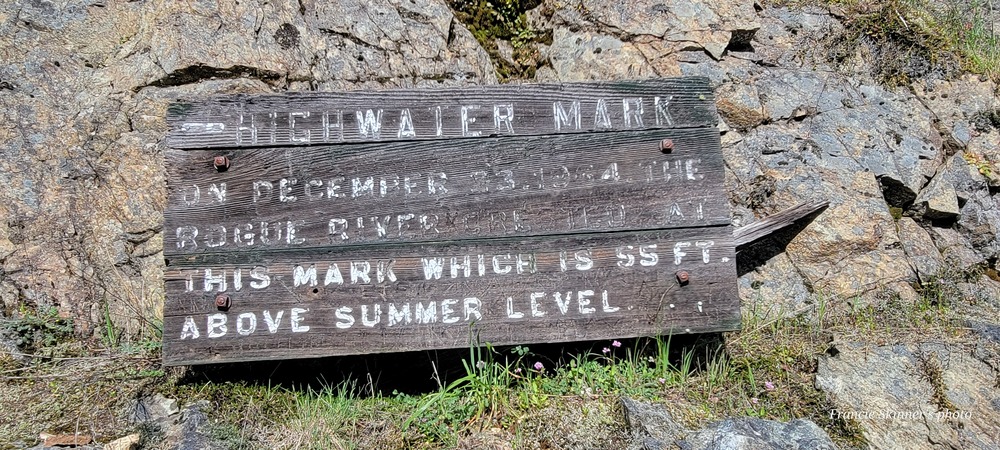 HIGHWATER MARK
ON DECEMBER 23.1964 THE
ROGUE RIVER CRESTED AT
THIS MARK WHICH IS 55 FT.
ABOVE SUMMER LEVEL
Francie Skinner's photo